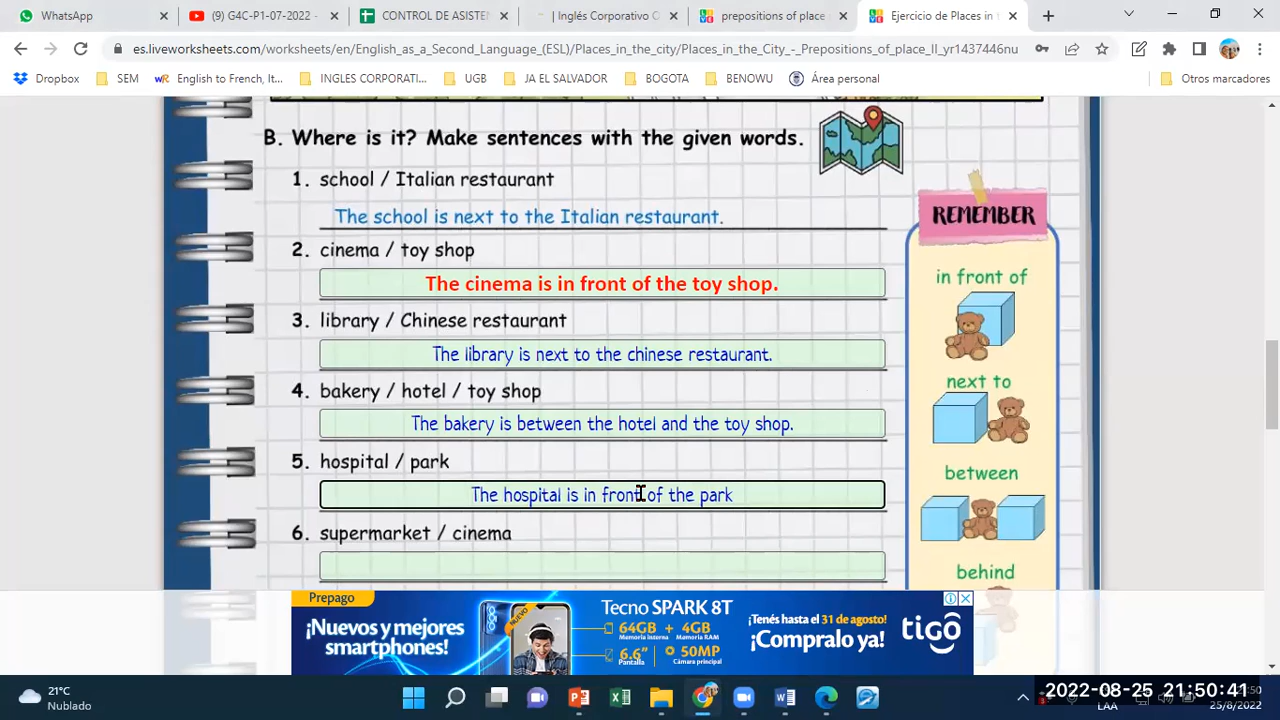 WhatsApp
(9) G4C-P1-07-2022 -
CONTROL DE ASISTE
| Inglés Corporativo
prepositions of place
Ejercicio de Places in
es.liveworksheets.com/worksheets/en/English_as_a_Second_Language_(ESL)/Places_in_the_city/Places_in_the_City_-_Prepositions_of_place_II_yr1437446nu
Dropbox
SEM
English to French, It...
INGLES CORPORATI...
UGB
JA EL SALVADOR
BOGOTA
BENOWU
Área personal
Otros marcadores
B. Where is it? Make sentences with the given words.
1. school / Italian restaurant
The school is next to the Italian restaurant.
2. cinema / toy shop
The cinema is in front of the toy shop.
3. library / Chinese restaurant
The library is next to the chinese restaurant.
4. bakery / hotel / toy shop
The bakery is between the hotel and the toy shop.
5. hospital / park
The hospital is in front of the park
6. supermarket / cinema
REMEMBER
in front of
next to
between
behind
Prepago
¡Nuevos y mejores
smartphones!
NUEVO
Tecno SPARK 8T
64GB + 4GB
Memoria interna Memoria RAM
6.6" 50MP
Pantalla Cámara principal
¡Tenés hasta el 31 de agosto!
¡Compralo ya!
tigo
21°C
Nublado
LAA
2022-08-25 21:50:41
25/8/2022